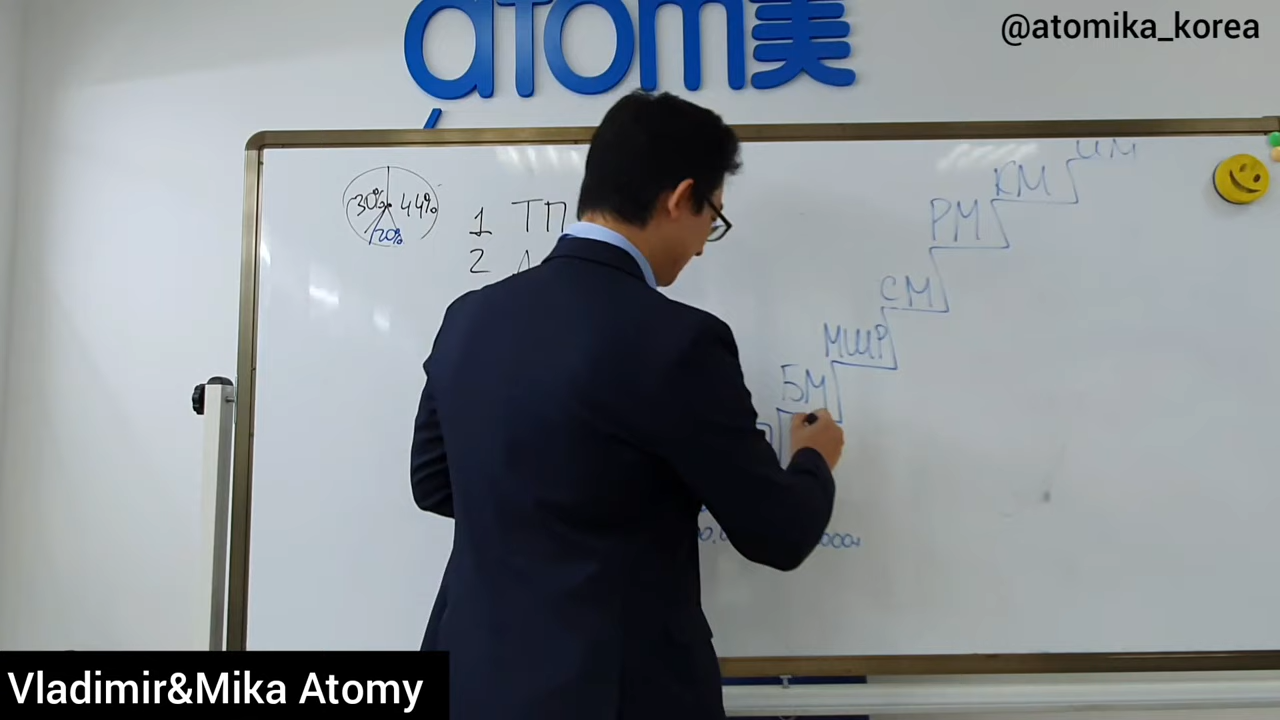 atom美
@atomika_korea
30% 44%
20%
1 ТП
2
ИМ
КМ
РМ
СМ
МШР
БМ
Vladimir&Mika Atomy